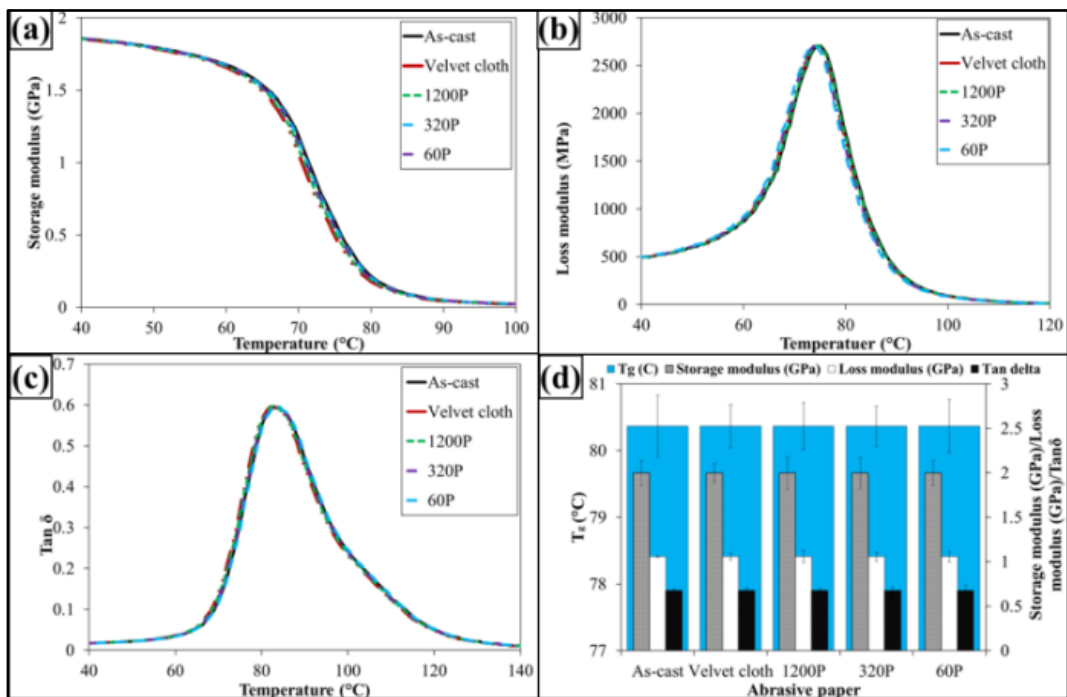 (a)
2
1.5
1
0.5
0
Storage modulus (GPa)
As-cast
Velvet cloth
1200P
320P
60P
40 50 60 70 80 90 100
Temperature (°C)
(b)
3000
2500
2000
1500
1000
500
0
Loss modulus (MPa)
As-cast
Velvet cloth
1200P
320P
60P
40 60 80 100 120
Temperatuer (°C)
(c)
0.7
0.6
0.5
0.4
0.3
0.2
0.1
0
Tan δ
As-cast
Velvet cloth
1200P
320P
60P
40 60 80 100 120 140
Temperature (°C)
(d)
Tg (C) Storage modulus (GPa) Loss modulus (GPa) Tan delta
81
80
79
78
77
Tg (°C)
3
2.5
2
1.5
1
0.5
0
Storage modulus (GPa)/Loss
modulus (GPa)/Tanδ
As-cast Velvet cloth 1200P 320P 60P
Abrasive paper